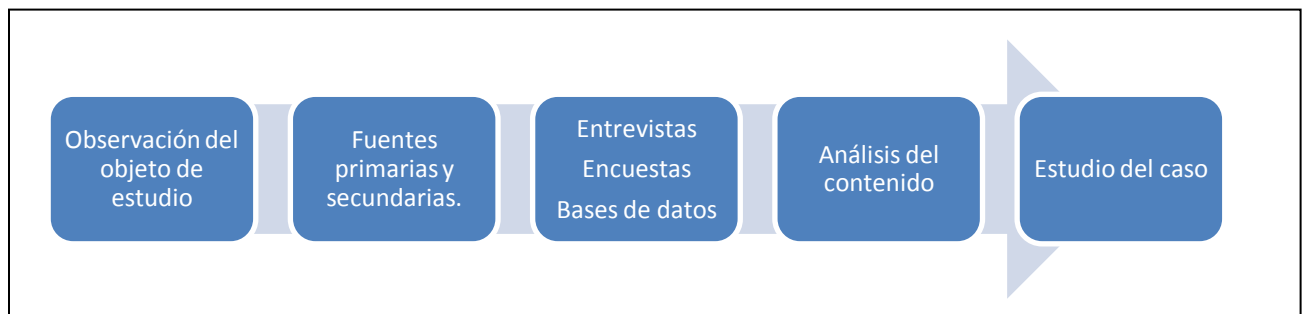 Observación del
objeto de
estudio
Fuentes
primarias y
secundarias.
Entrevistas
Encuestas
Bases de datos
Análisis del
contenido
Estudio del caso